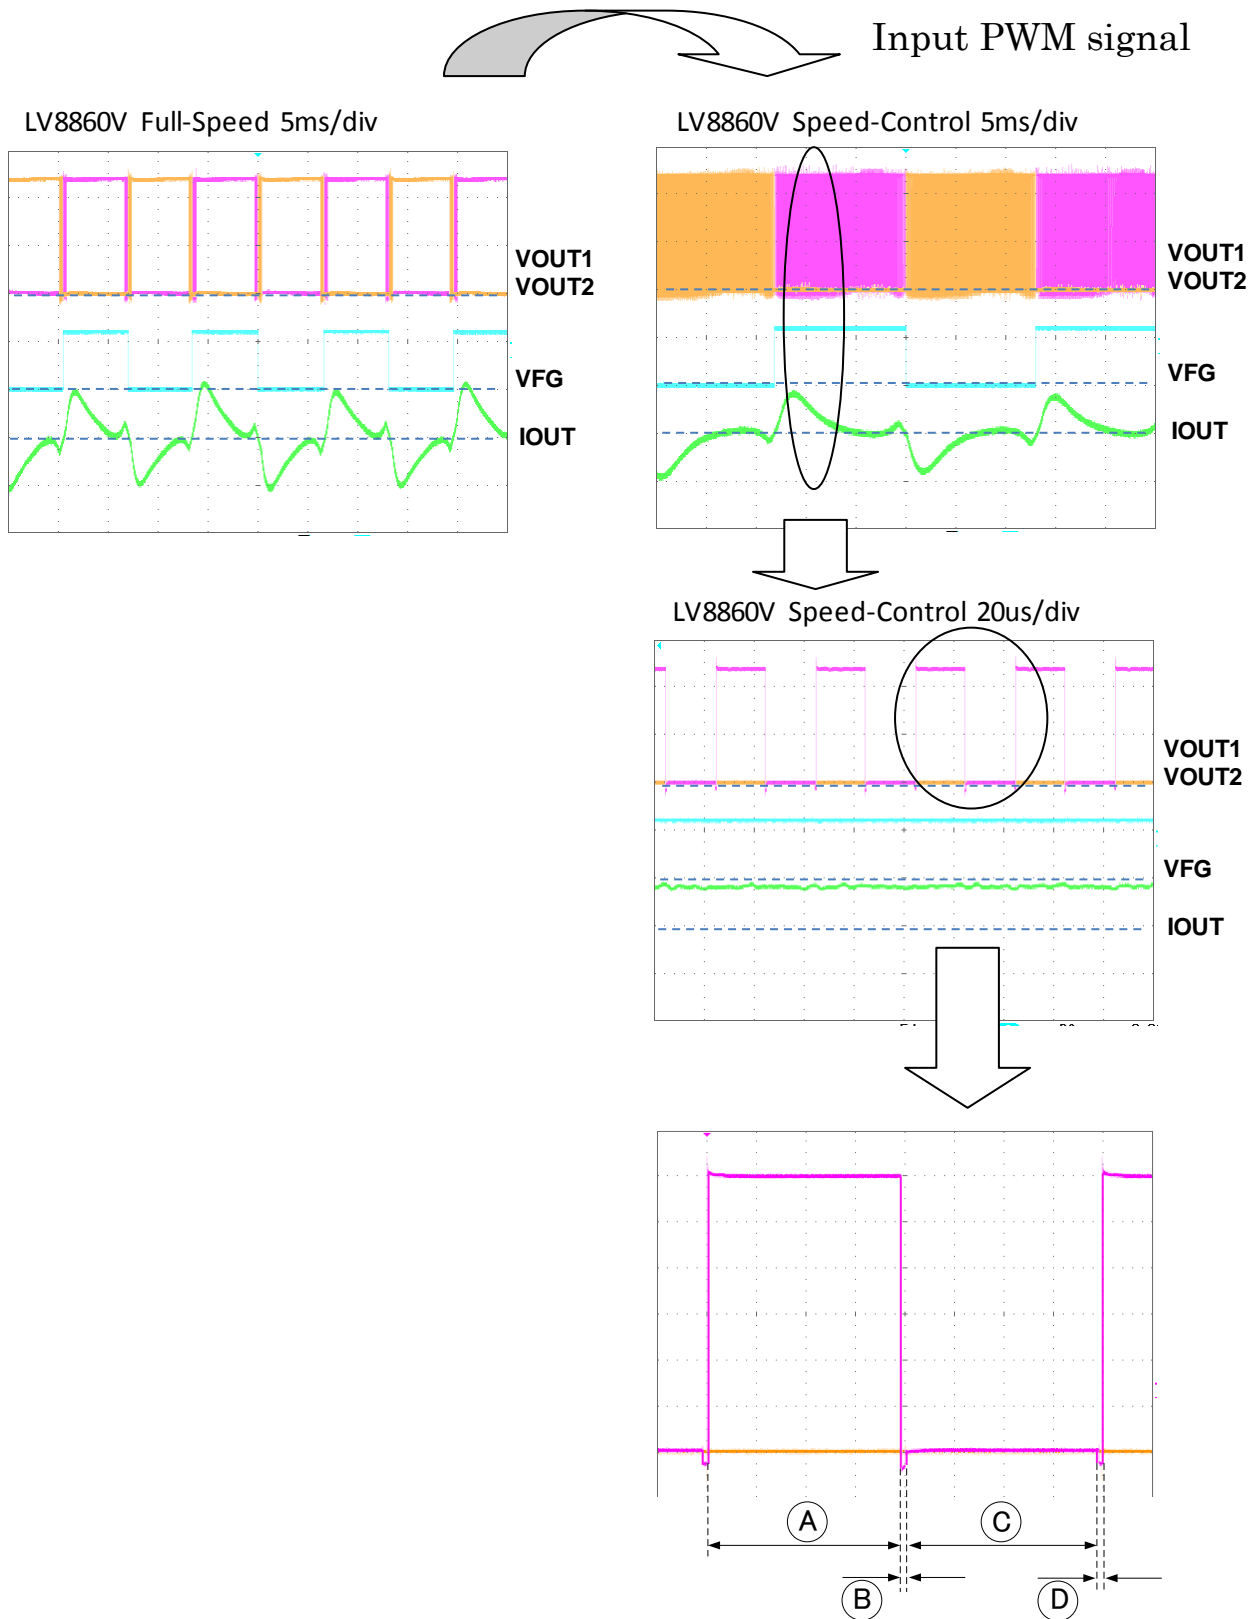 Input PWM signal
LV8860V Full-Speed 5ms/div
LV8860V Speed-Control 5ms/div
VOUT1
VOUT2
VFG
IOUT
VOUT1
VOUT2
VFG
IOUT
LV8860V Speed-Control 20us/div
VOUT1
VOUT2
VFG
IOUT
A
C
B
D